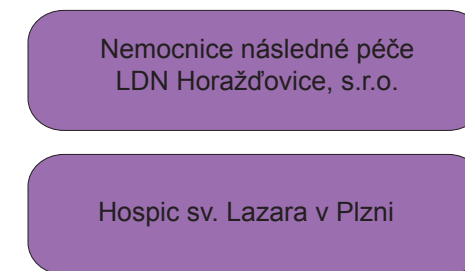 Nemocnice následné péče
LDN Horažďovice, s.r.o.
Hospic sv. Lazara v Plzni